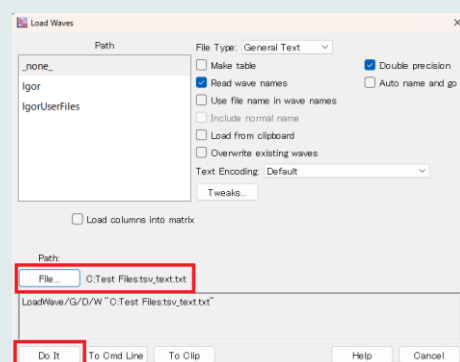 Load Waves
Path
_none_
Igor
IgorUserFiles
File Type: General Text
Make table
Double precision
Read wave names
Auto name and go
Use file name in wave names
Include normal name
Load from clipboard
Overwrite existing waves
Text Encoding: Default
Tweaks...
Load columns into matrix
Path:
File... C:Test Files:tsv_text.txt
LoadWave/G/D/W "C:Test Files:tsv_text.txt"
Do It To Cmd Line To Clip Help Cancel